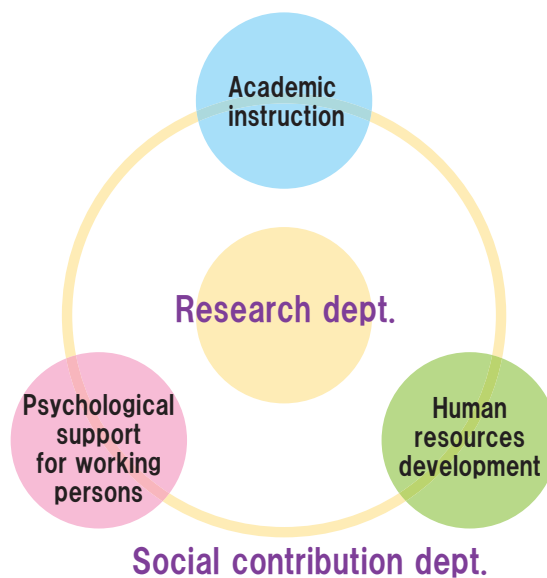 Academic
instruction
Research dept.
Psychological
support
for working
persons
Human
resources
development
Social contribution dept.